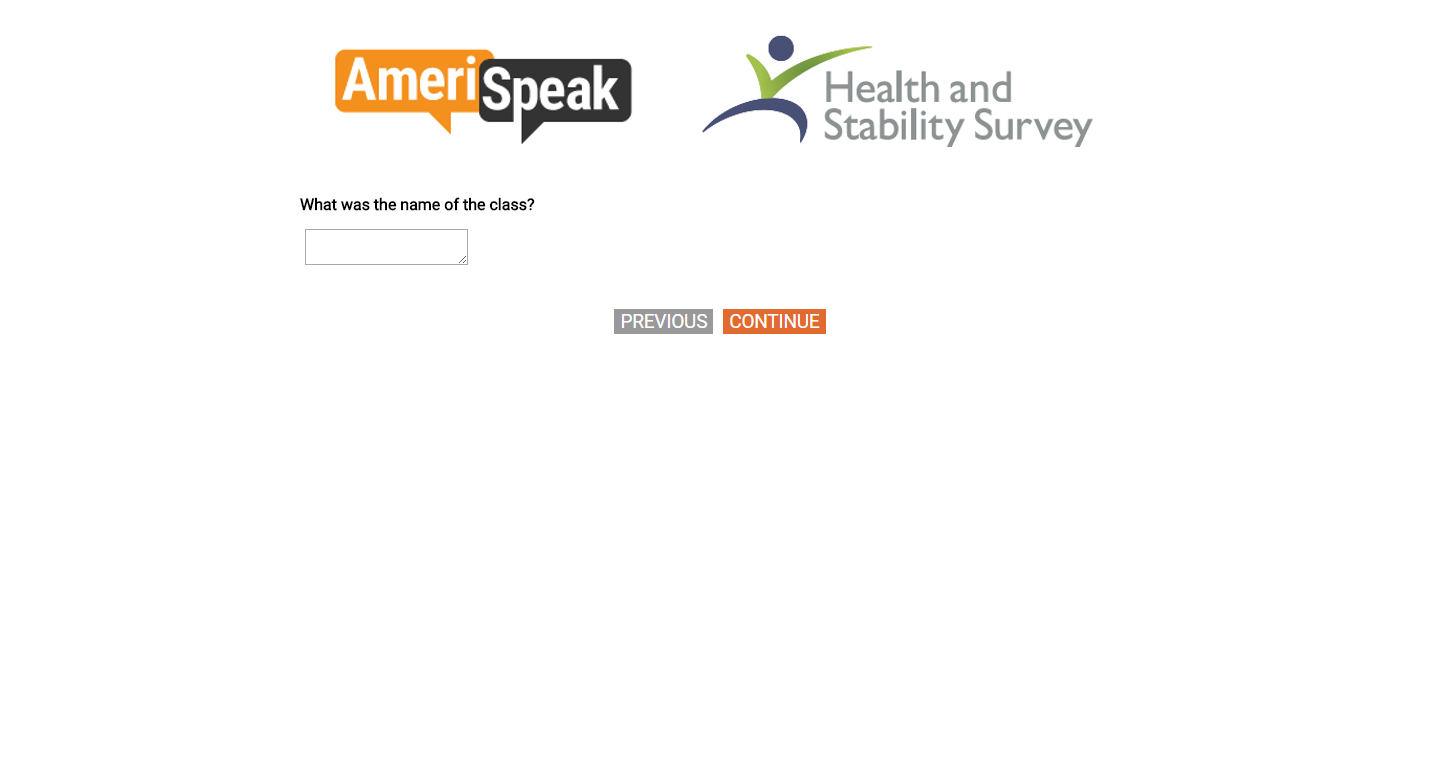 AmeriSpeak
Health and
Stability Survey
What was the name of the class?
PREVIOUS CONTINUE